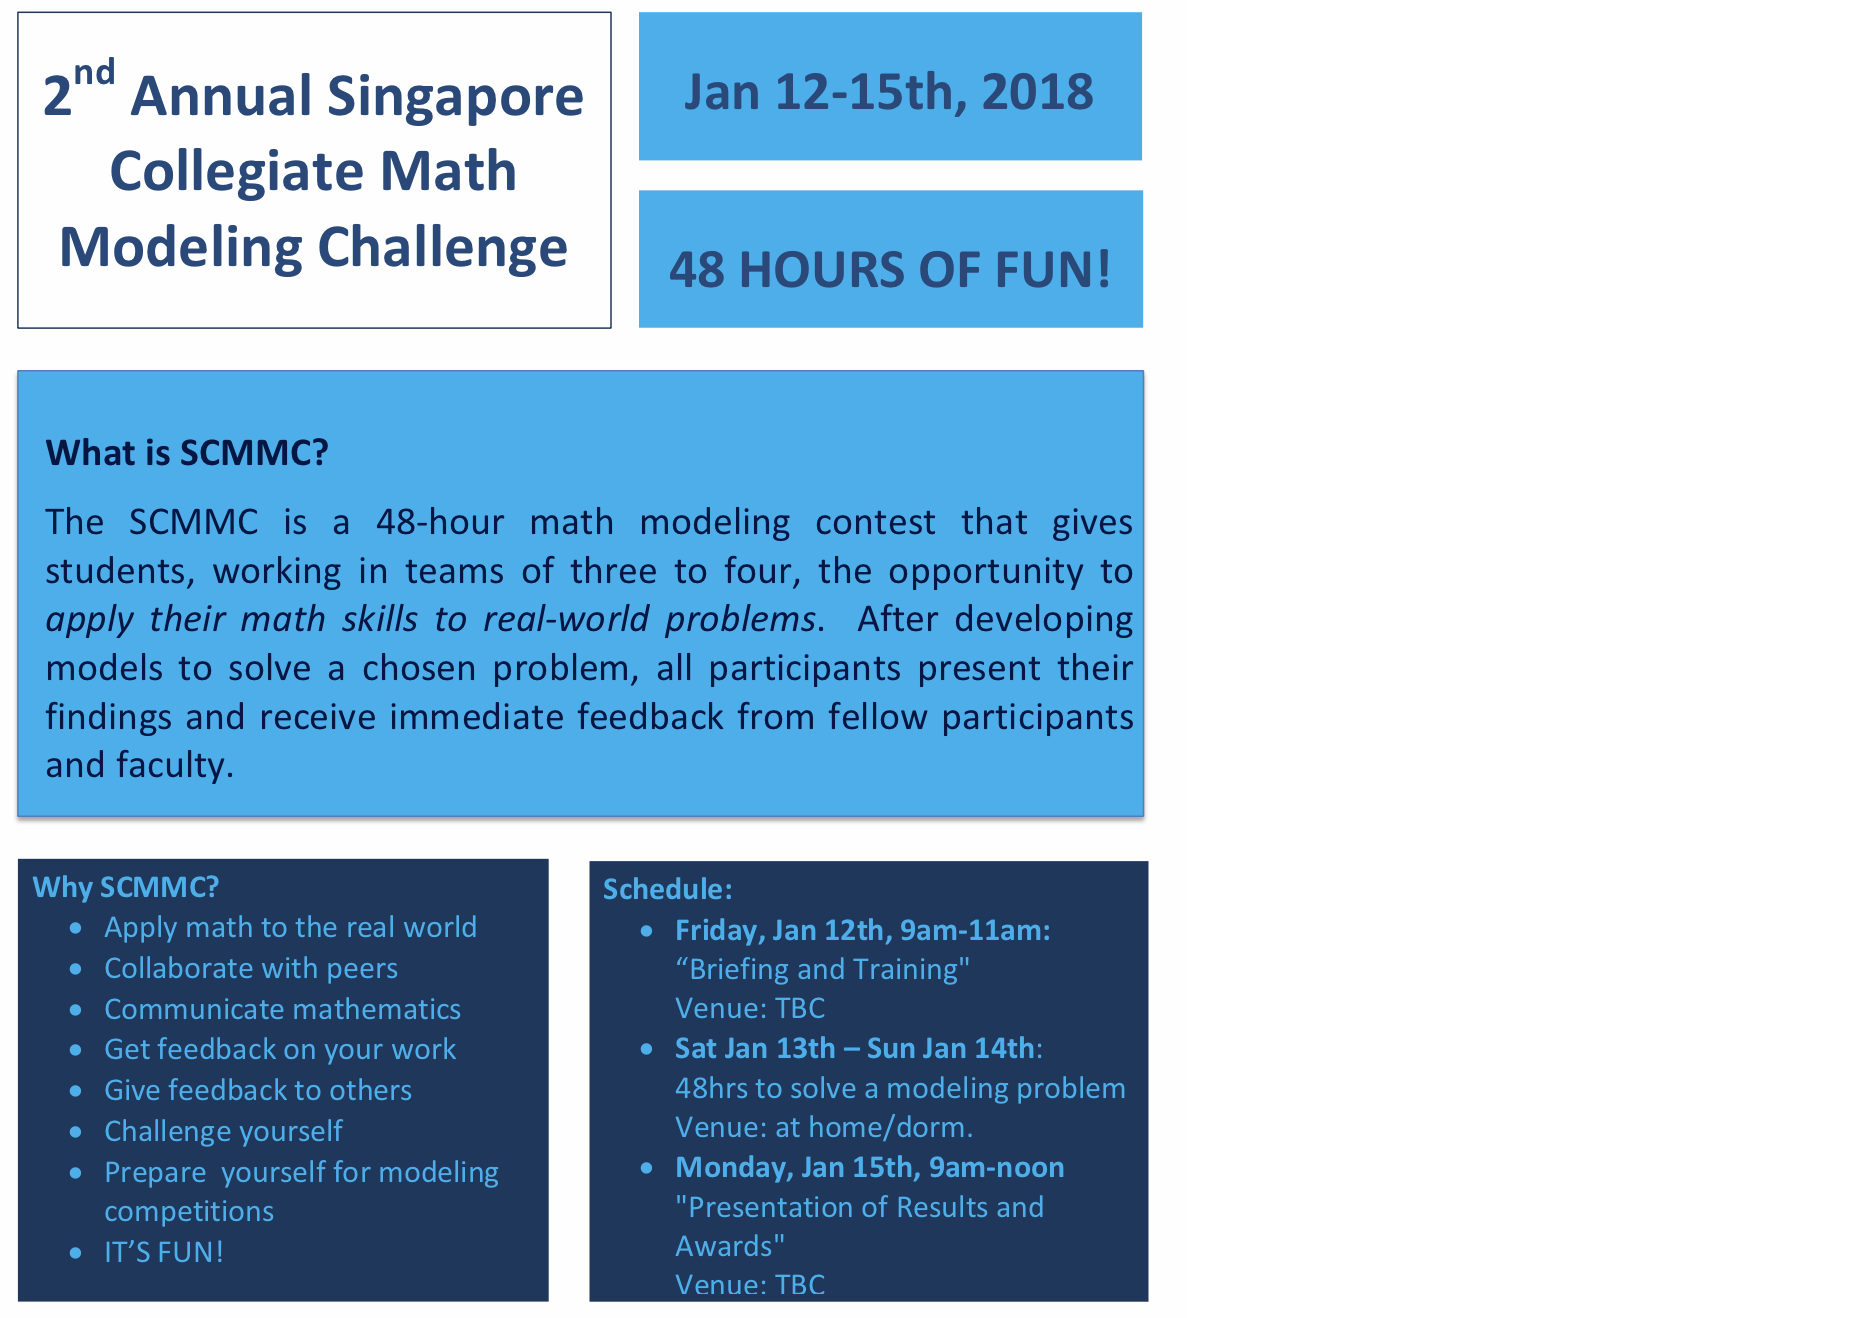 2nd Annual Singapore
Collegiate Math
Modeling Challenge
Jan 12-15th, 2018
48 HOURS OF FUN!
What is SCMMC?
The SCMMC is a 48-hour math modeling contest that gives
students, working in teams of three to four, the opportunity to
apply their math skills to real-world problems. After developing
models to solve a chosen problem, all participants present their
findings and receive immediate feedback from fellow participants
and faculty.
Why SCMMC?
• Apply math to the real world
• Collaborate with peers
• Communicate mathematics
• Get feedback on your work
• Give feedback to others
• Challenge yourself
• Prepare  yourself for modeling
competitions
• IT’S FUN!
Schedule:
• Friday, Jan 12th, 9am-11am:
“Briefing and Training"
Venue: TBC
• Sat Jan 13th – Sun Jan 14th:
48hrs to solve a modeling problem
Venue: at home/dorm.
• Monday, Jan 15th, 9am-noon
"Presentation of Results and
Awards"
Venue: TBC